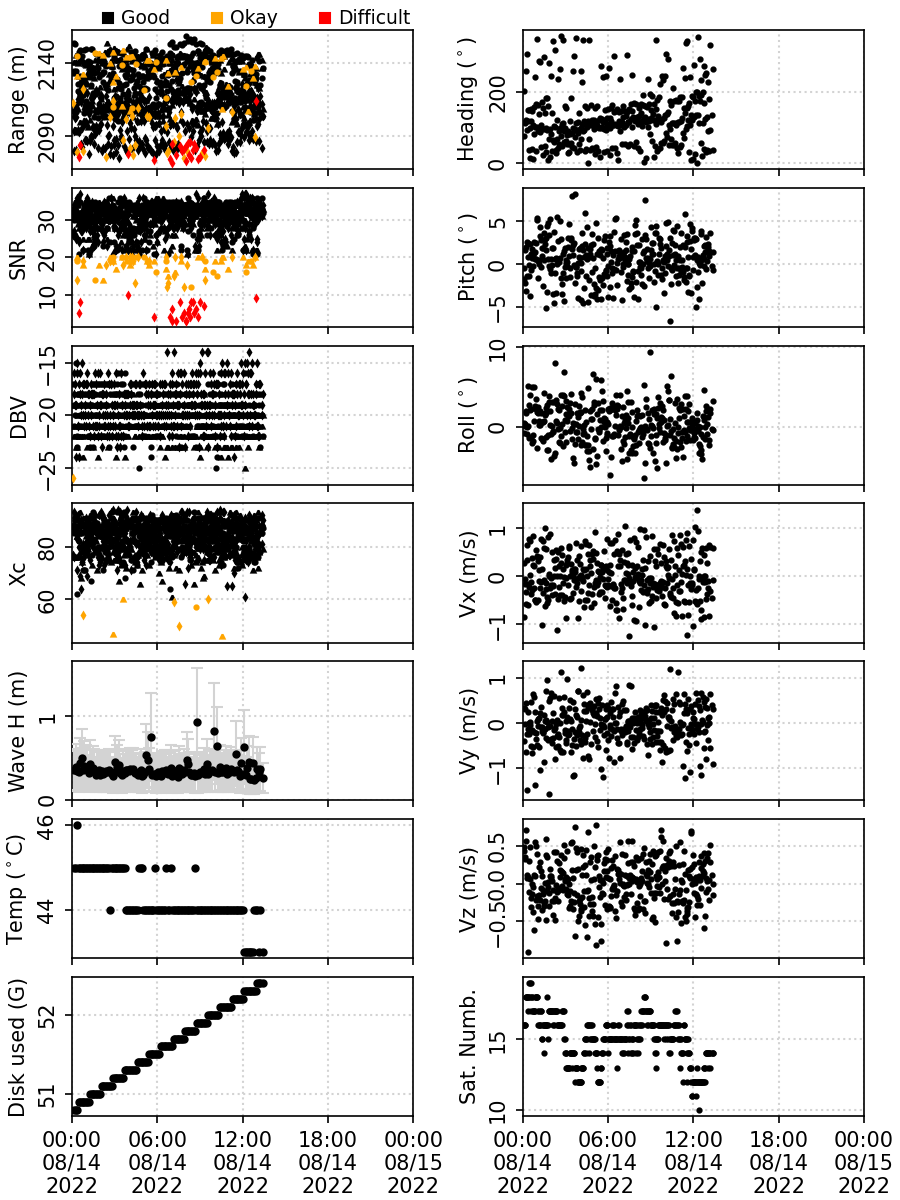 Good Okay Difficult
Range (m)
2140
2090
Heading (°)
200
0
SNR
30
20
10
Pitch (°)
5
0
−5
DBV
−15
−20
−25
Roll (°)
10
0
Xc
80
60
Vx (m/s)
1
0
−1
Wave H (m)
1
0
Vy (m/s)
1
0
−1
Temp (°C)
46
44
Vz (m/s)
0.5
0.0
−0.5
Disk used (G)
52
51
Sat. Numb.
15
10
00:00 06:00 12:00 18:00 00:00
08/14 08/14 08/14 08/14 08/15
2022 2022 2022 2022 2022
00:00 06:00 12:00 18:00 00:00
08/14 08/14 08/14 08/14 08/15
2022 2022 2022 2022 2022